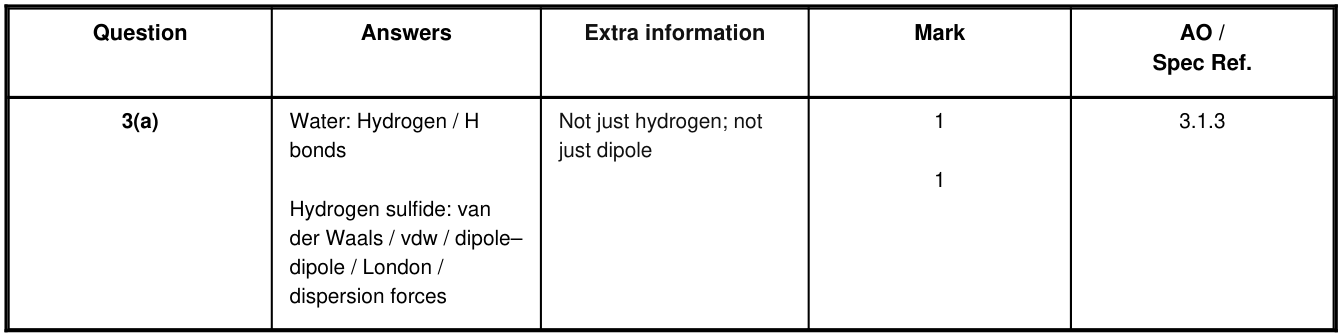 Question
Answers
Extra information
Mark
AO /
Spec Ref.
3(a)
Water: Hydrogen / H
bonds
Hydrogen sulfide: van
der Waals / vdw / dipole–
dipole / London /
dispersion forces
Not just hydrogen; not
just dipole
1
1
3.1.3